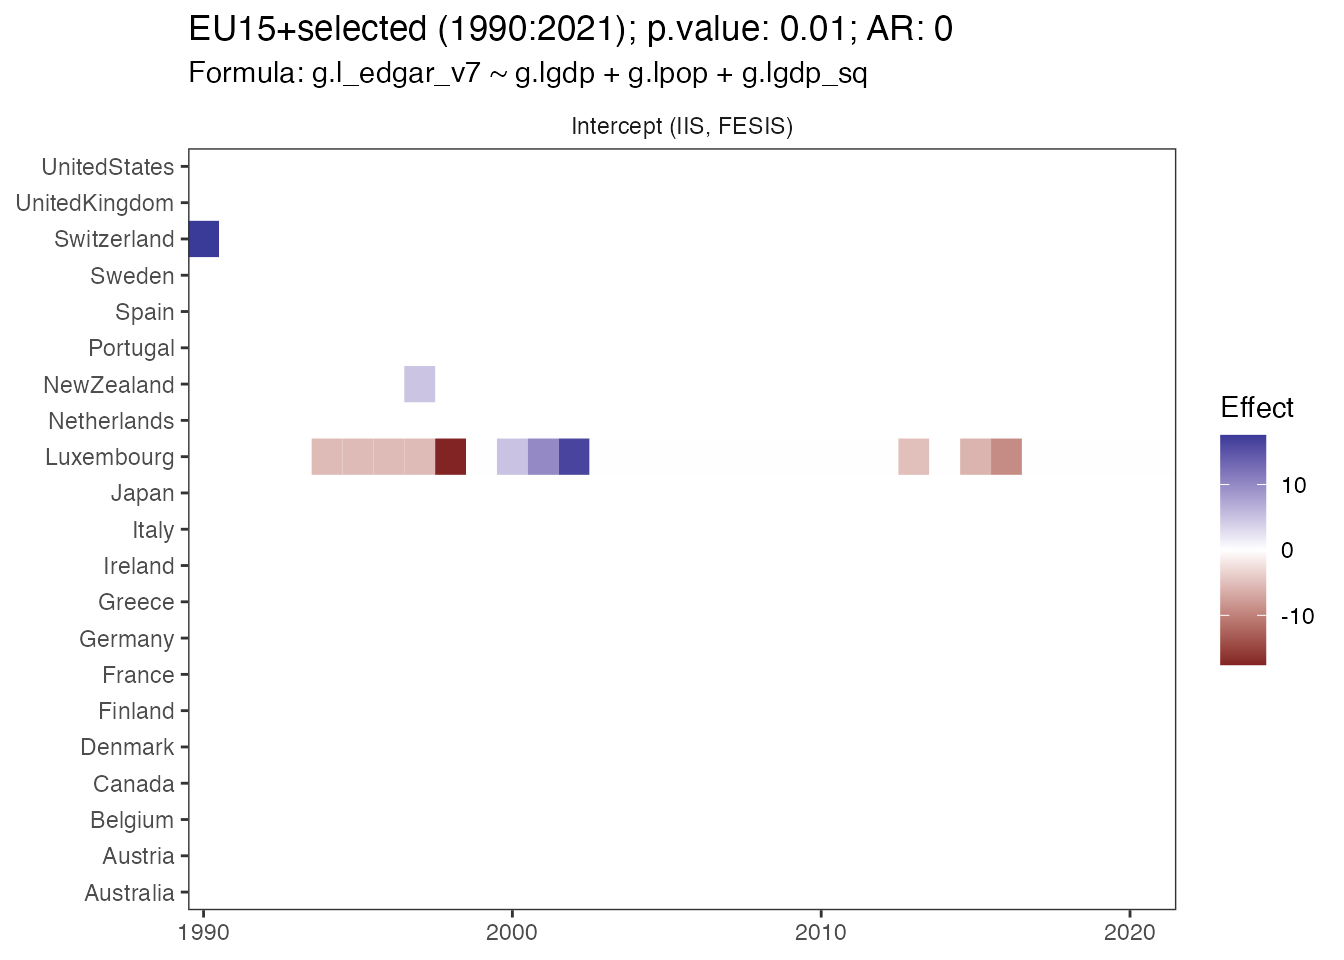 EU15+selected (1990:2021); p.value: 0.01; AR: 0
Formula: g.l_edgar_v7 ~ g.lgdp + g.lpop + g.lgdp_sq
Intercept (IIS, FESIS)
UnitedStates
UnitedKingdom
Switzerland
Sweden
Spain
Portugal
NewZealand
Netherlands
Luxembourg
Japan
Italy
Ireland
Greece
Germany
France
Finland
Denmark
Canada
Belgium
Austria
Australia
1990 2000 2010 2020
Effect
10
0
-10